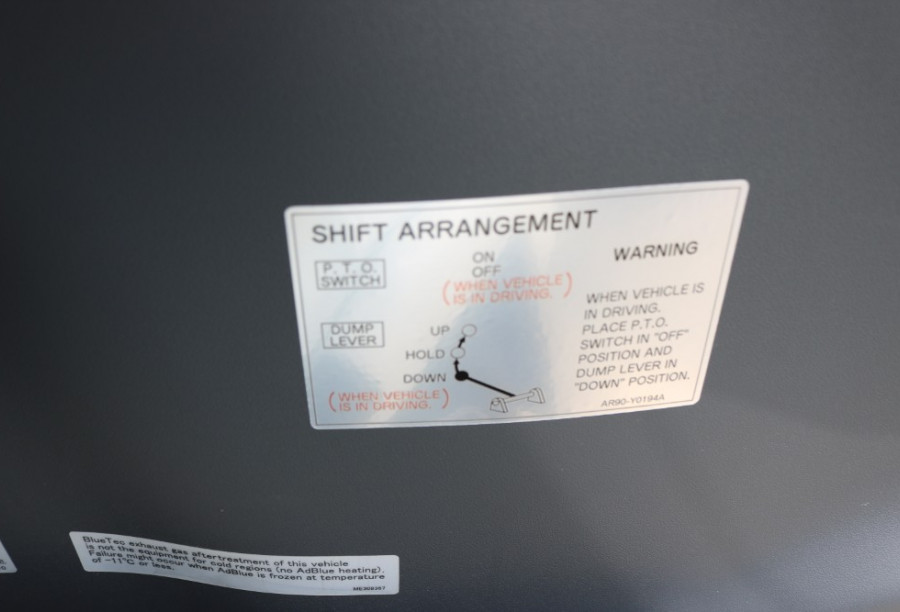 SHIFT ARRANGEMENT
P. T. O.
SWITCH
ON
OFF
(WHEN VEHICLE
IS IN DRIVING.)
DUMP
LEVER
UP
HOLD
DOWN
(WHEN VEHICLE
IS IN DRIVING.)
WARNING
WHEN VEHICLE IS
IN DRIVING.
PLACE P.T.O.
SWITCH IN "OFF"
POSITION AND
DUMP LEVER IN
"DOWN" POSITION.
AR90-Y0194A
BlueTec exhaust gas aftertreatment of this vehicle
is not the equipment for cold regions (no AdBlue heating).
Failure might occur when AdBlue is frozen at temperature
of -11°C or less.